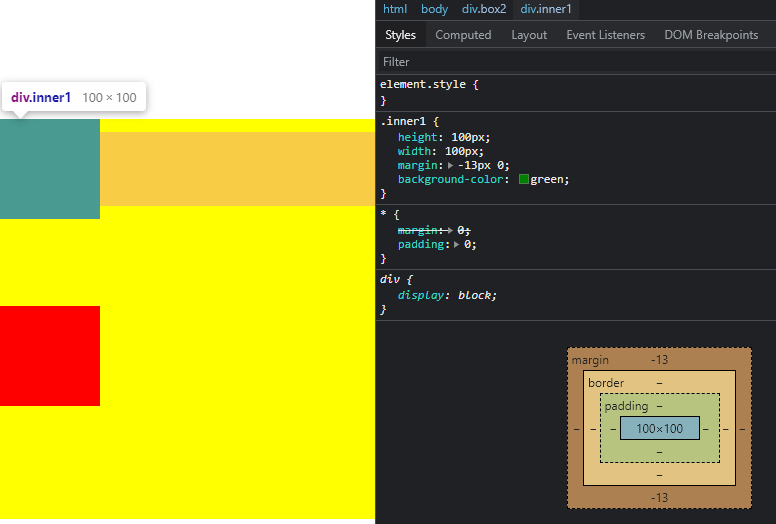 html body div.box2 div.inner1
Styles Computed Layout Event Listeners DOM Breakpoints
Filter
element.style {
}
.inner1 {
height: 100px;
width: 100px;
margin: -13px 0;
background-color: green;
}
* {
margin: 0;
padding: 0;
}
div {
display: block;
}
div.inner1 100 × 100
margin -13
border –
padding –
– – – 100×100 – – –
–
–
-13